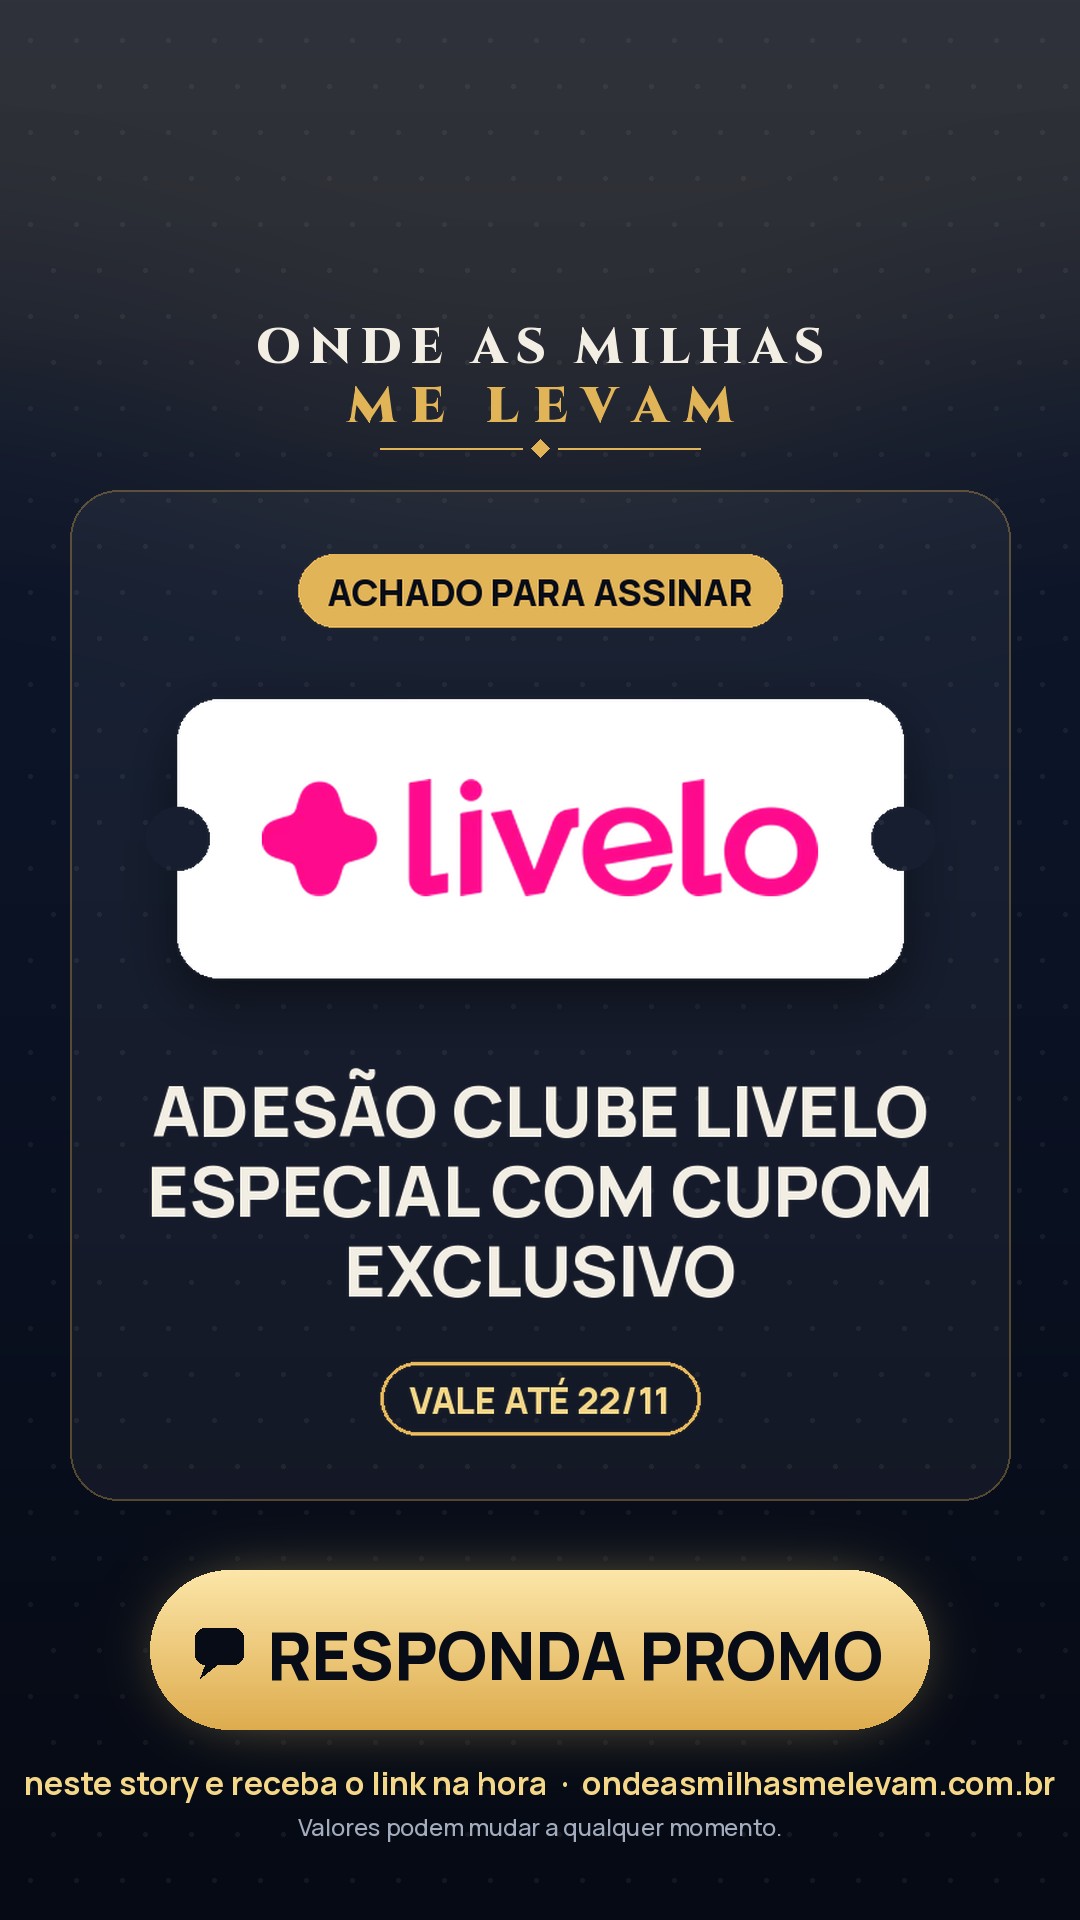 ONDE AS MILHAS
ME LEVAM
ACHADO PARA ASSINAR
livelo
ADESÃO CLUBE LIVELO
ESPECIAL COM CUPOM
EXCLUSIVO
VALE ATÉ 22/11
RESPONDA PROMO
neste story e receba o link na hora · ondeasmilhasmelevam.com.br
Valores podem mudar a qualquer momento.